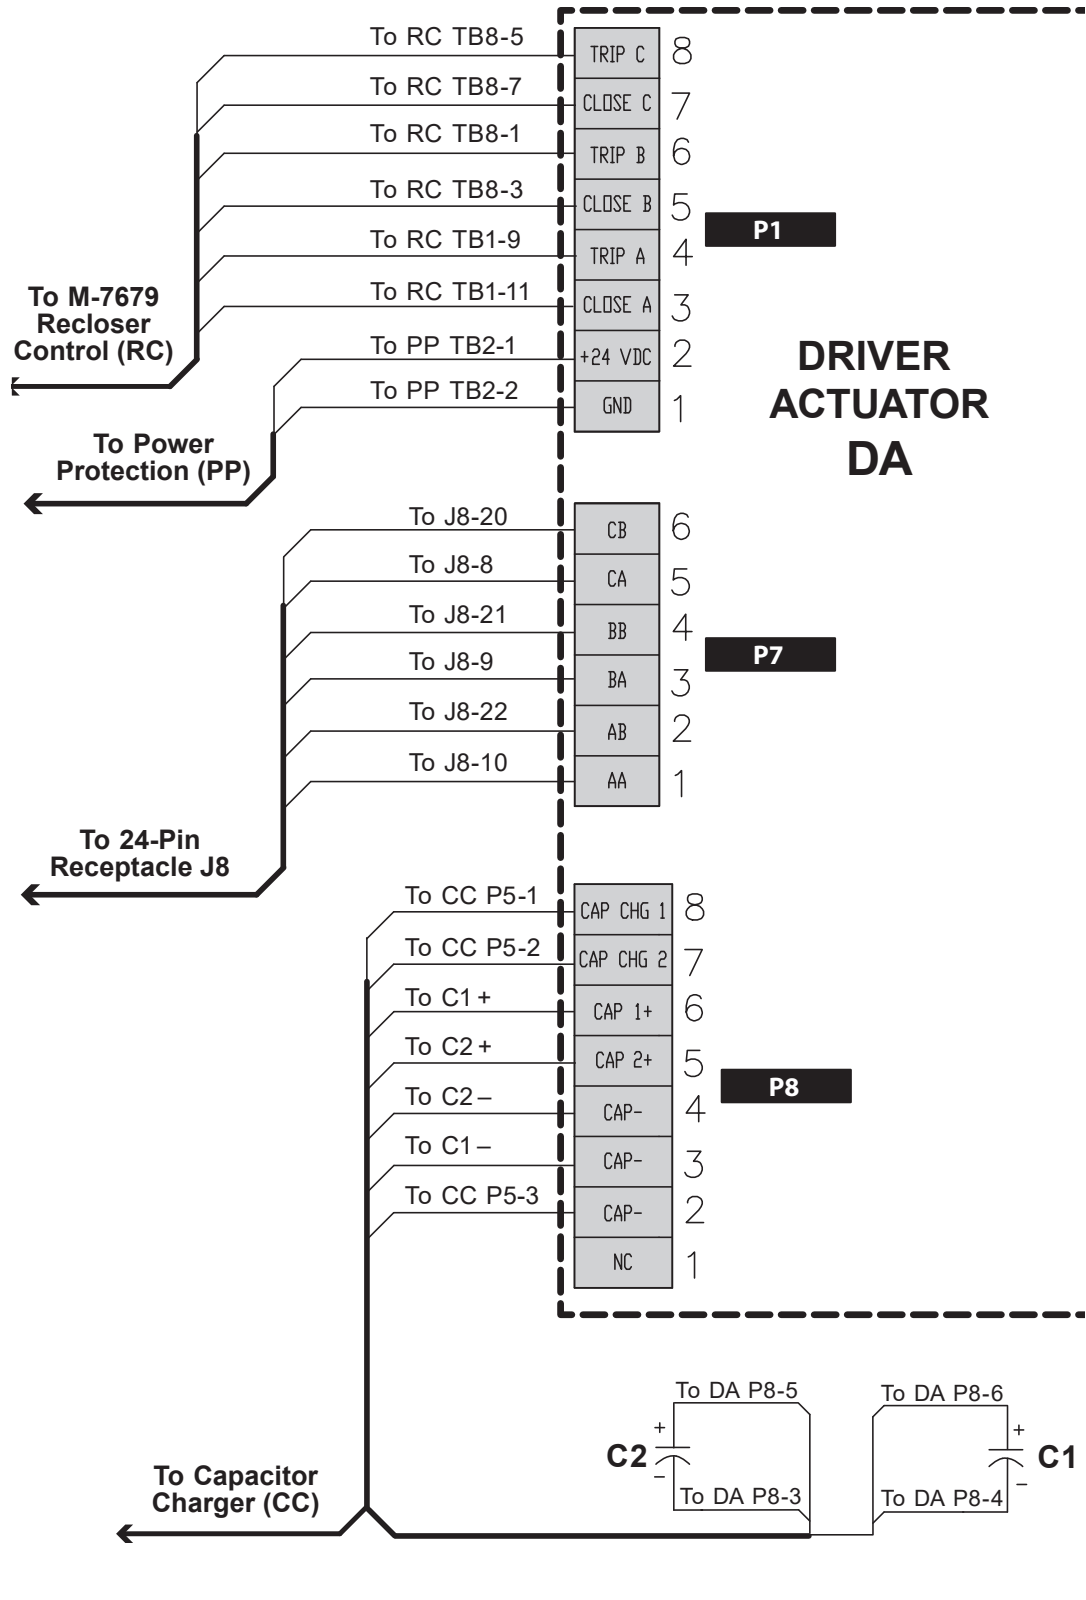 To RC TB8-5
TRIP C 8
To RC TB8-7
CLOSE C 7
To RC TB8-1
TRIP B 6
To RC TB8-3
CLOSE B 5
P1
To RC TB1-9
TRIP A 4
To RC TB1-11
CLOSE A 3
To M-7679
Recloser
Control (RC)
To PP TB2-1
+24 VDC 2
To PP TB2-2
GND 1
DRIVER
ACTUATOR
DA
To Power
Protection (PP)
To J8-20
CB 6
To J8-8
CA 5
To J8-21
BB 4
P7
To J8-9
BA 3
To J8-22
AB 2
To J8-10
AA 1
To 24-Pin
Receptacle J8
To CC P5-1
CAP CHG 1 8
To CC P5-2
CAP CHG 2 7
To C1+
CAP 1+ 6
To C2+
CAP 2+ 5
P8
To C2–
CAP- 4
To C1–
CAP- 3
To CC P5-3
CAP- 2
NC 1
To DA P8-5
To DA P8-6
+
+
C2
C1
–
–
To DA P8-3
To DA P8-4
To Capacitor
Charger (CC)